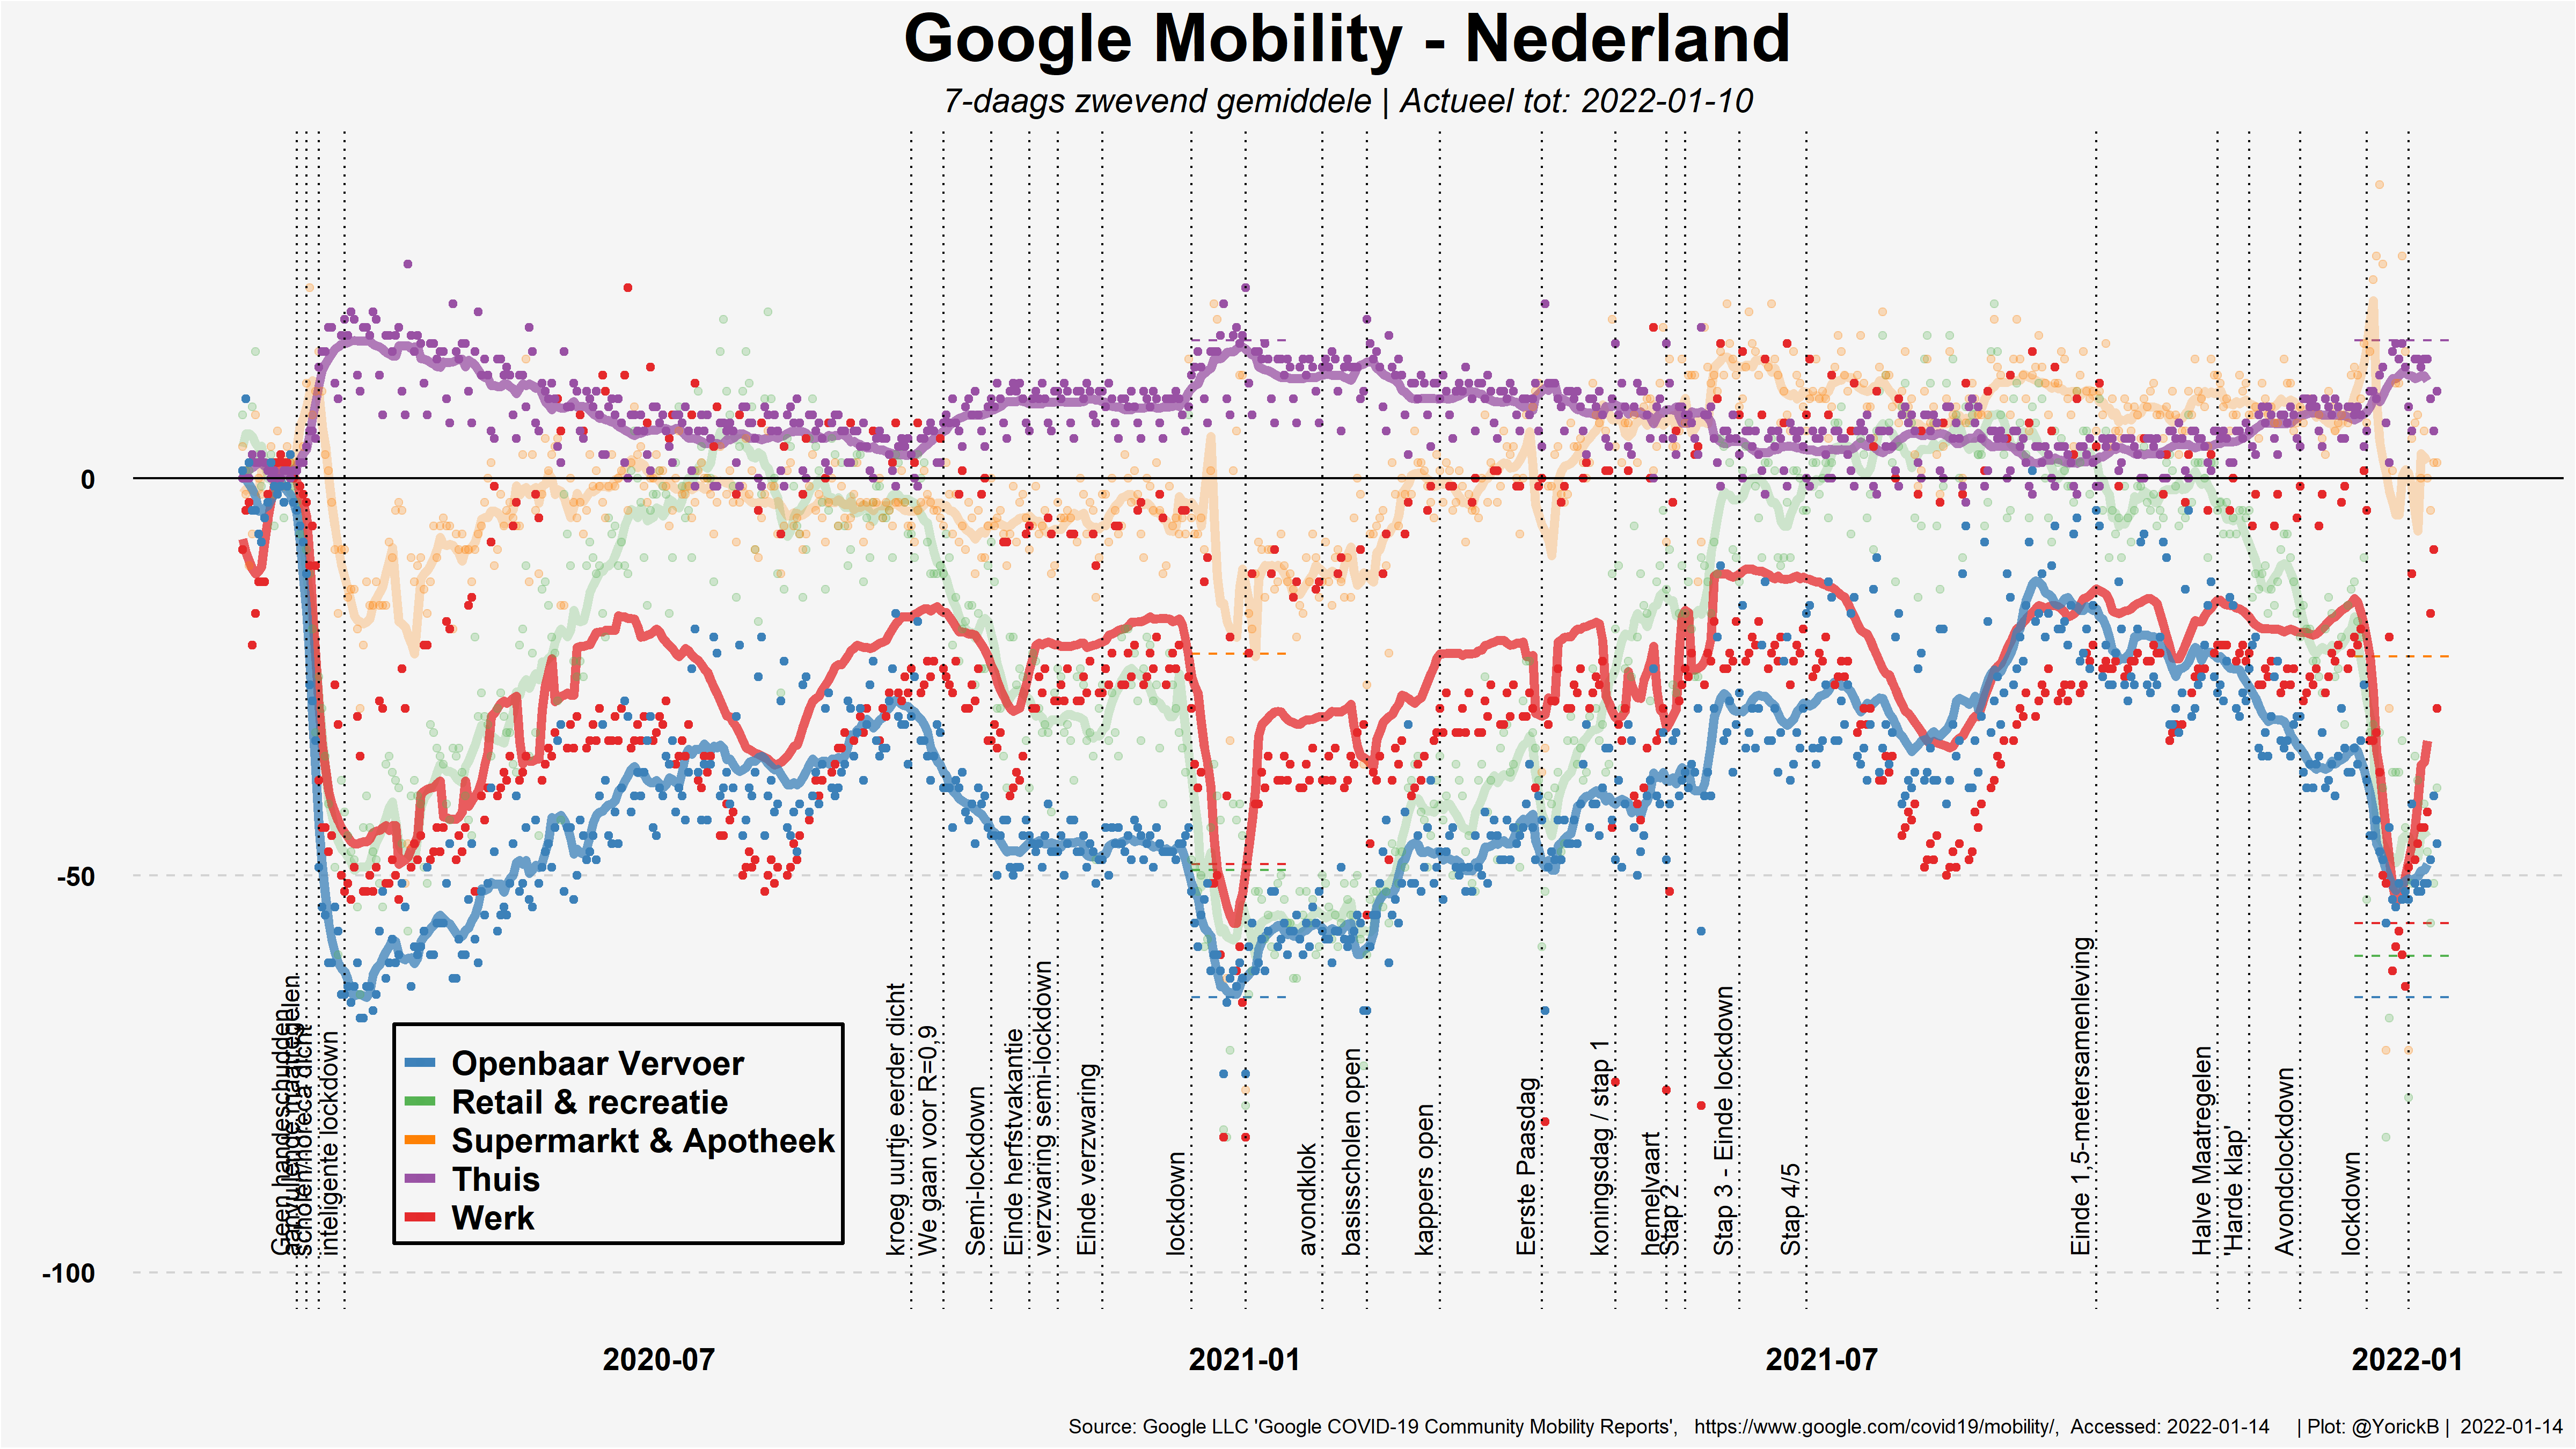 Google Mobility - Nederland
7-daags zwevend gemiddele | Actueel tot: 2022-01-10
0
-50
-100
Geen handeschudden
scholen/horeca dicht
inteligente lockdown
kroeg uurtje eerder dicht
We gaan voor R=0,9
Semi-lockdown
Einde herfstvakantie
verzwaring semi-lockdown
Einde verzwaring
lockdown
avondklok
basisscholen open
kappers open
Eerste Paasdag
koningsdag / stap 1
hemelvaart
Stap 2
Stap 3 - Einde lockdown
Stap 4/5
Einde 1,5-metersamenleving
Halve Maatregelen
'Harde klap'
Avondclockdown
lockdown
Openbaar Vervoer
Retail & recreatie
Supermarkt & Apotheek
Thuis
Werk
2020-07
2021-01
2021-07
2022-01
Source: Google LLC 'Google COVID-19 Community Mobility Reports', https://www.google.com/covid19/mobility/, Accessed: 2022-01-14 | Plot: @YorickB | 2022-01-14